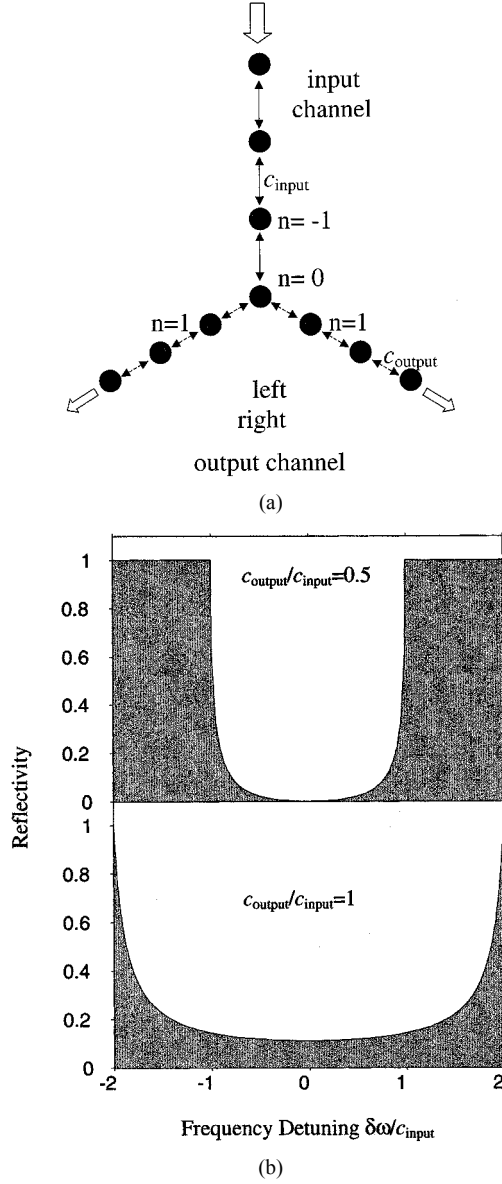 input
channel
c_input
n= -1
n= 0
n=1
n=1
c_output
left
right
output channel
(a)
c_output/c_input=0.5
c_output/c_input=1
Reflectivity
1
0.8
0.6
0.4
0.2
0
1
0.8
0.6
0.4
0.2
0
-2
-1
0
1
2
Frequency Detuning δω/c_input
(b)